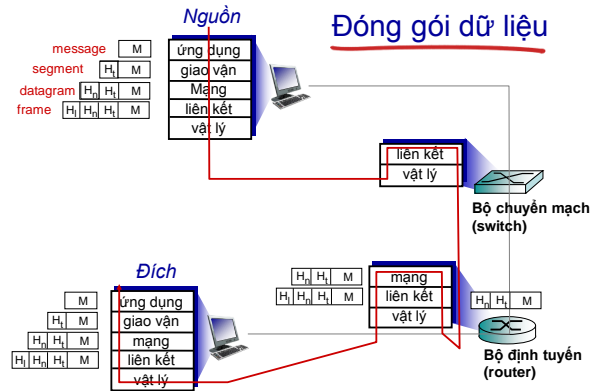 Nguồn
Đóng gói dữ liệu
message M
segment Ht M
datagram Hn Ht M
frame Hl Hn Ht M
ứng dụng
giao vận
Mạng
liên kết
vật lý
liên kết
vật lý
Bộ chuyển mạch
(switch)
Đích
M
Ht M
Hn Ht M
Hl Hn Ht M
ứng dụng
giao vận
mạng
liên kết
vật lý
Hn Ht M
Hl Hn Ht M
mạng
liên kết
vật lý
Hn Ht M
Bộ định tuyến
(router)